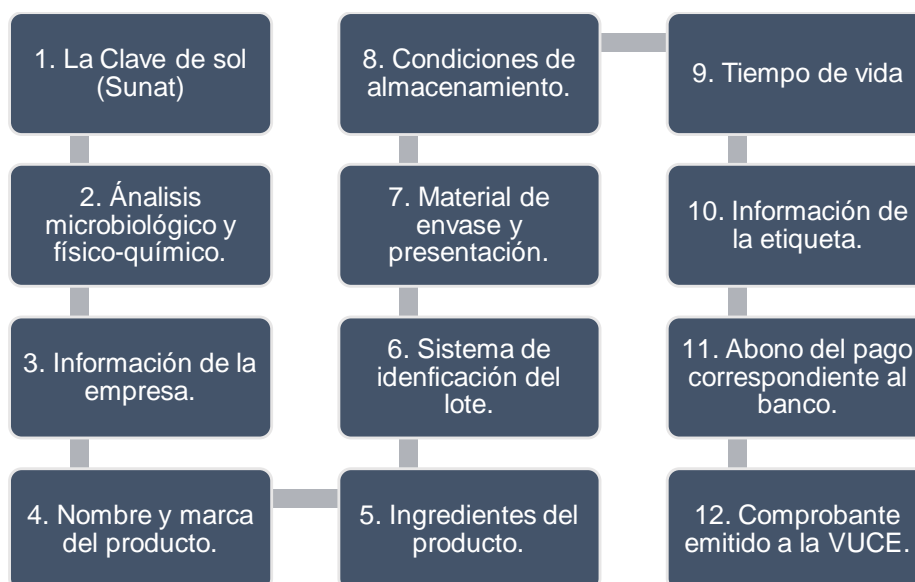 1. La Clave de sol
(Sunat)
2. Ánalisis
microbiológico y
físico-químico.
3. Información de la
empresa.
4. Nombre y marca
del producto.
5. Ingredientes del
producto.
6. Sistema de
idenficación del
lote.
7. Material de
envase y
presentación.
8. Condiciones de
almacenamiento.
9. Tiempo de vida
10. Información de
la etiqueta.
11. Abono del pago
correspondiente al
banco.
12. Comprobante
emitido a la VUCE.